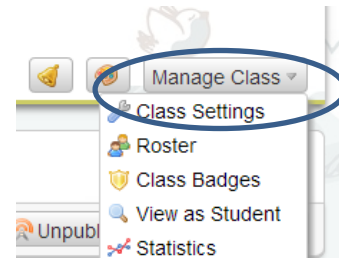 Manage Class
Class Settings
Roster
Class Badges
View as Student
Unpubl
Statistics